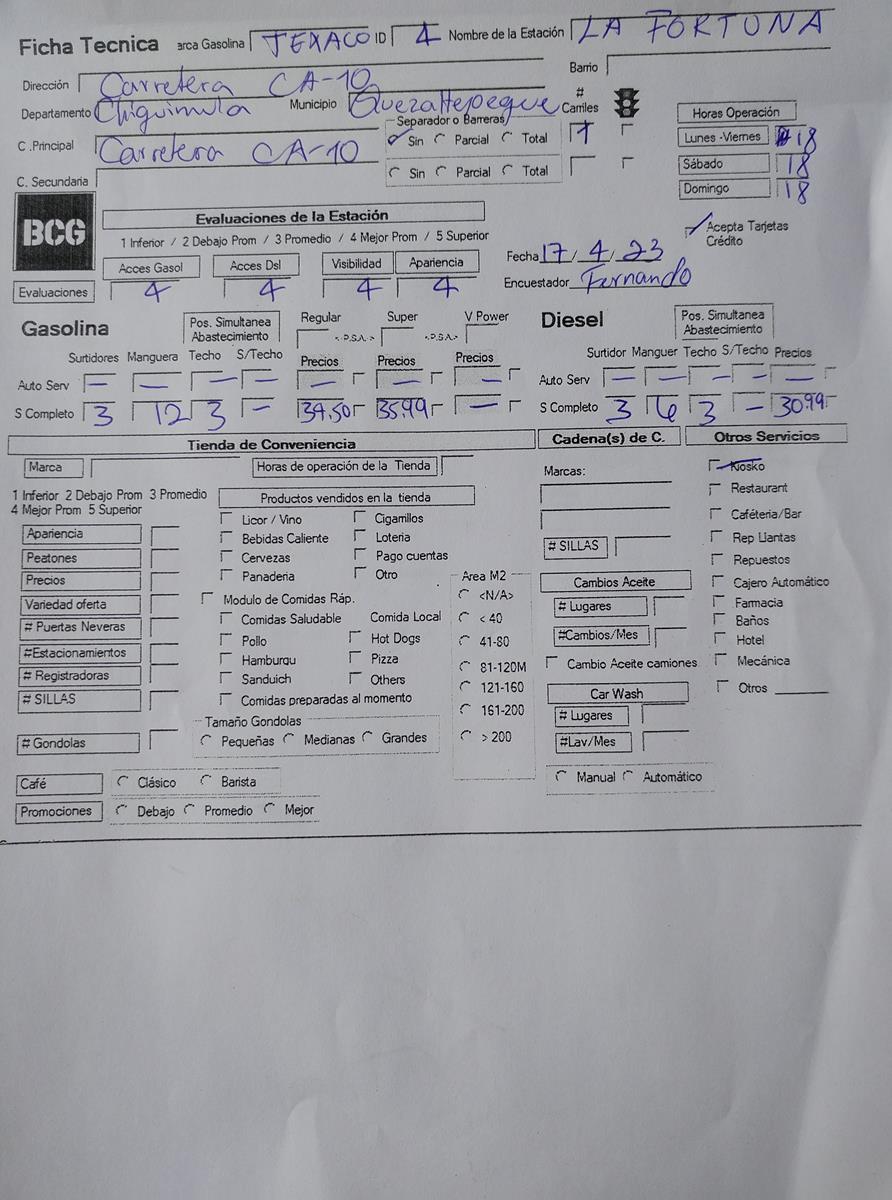 Ficha Tecnica arca Gasolina TEXACO ID 4 Nombre de la Estación LA FORTUNA
Dirección Carretera CA-10 Barrio
Departamento Chiquimula Municipio Quezaltepeque # Carriles Horas Operación
Separador o Barreras
C .Principal Carretera CA-10 Sin Parcial Total 1 Lunes -Viernes 18
Sábado 18
C. Secundaria Sin Parcial Total Domingo 18
BCG Evaluaciones de la Estación
1 Inferior / 2 Debajo Prom / 3 Promedio / 4 Mejor Prom / 5 Superior
Acepta Tarjetas Crédito
Acces Gasol Acces Dsl Visibilidad Apariencia Fecha 17/4/23
Evaluaciones 4 4 4 4 Encuestador Fernando
Gasolina Pos. Simultanea Abastecimiento Regular <.P.S.A.> Super <.P.S.A.> V Power Diesel Pos. Simultanea Abastecimiento
Surtidores Manguera Techo S/Techo Precios Precios Precios Surtidor Manguer Techo S/Techo Precios
Auto Serv — — — — — — — Auto Serv — — — — —
S Completo 3 12 3 - 34.50 35.99 — S Completo 3 6 3 - 30.99
Tienda de Conveniencia Cadena(s) de C. Otros Servicios
Marca Horas de operación de la Tienda Marcas: Kiosko
1 Inferior 2 Debajo Prom 3 Promedio
4 Mejor Prom 5 Superior
Productos vendidos en la tienda Restaurant
Apariencia Licor / Vino Cigarrillos Caféteria/Bar
Peatones Bebidas Caliente Loteria # SILLAS Rep Llantas
Precios Cervezas Pago cuentas Repuestos
Variedad oferta Panaderia Otro Area M2 Cambios Aceite Cajero Automático
# Puertas Neveras Modulo de Comidas Ráp. <N/A> # Lugares Farmacia
#Estacionamientos Comidas Saludable Comida Local < 40 Baños
# Registradoras Pollo Hot Dogs 41-80 #Cambios/Mes Hotel
# SILLAS Hamburgu Pizza 81-120M Cambio Aceite camiones Mecánica
Sanduich Others 121-160 Car Wash Otros
Comidas preparadas al momento 161-200 # Lugares
Tamaño Gondolas
# Gondolas Pequeñas Medianas Grandes > 200 #Lav/Mes
Café Clásico Barista Manual Automático
Promociones Debajo Promedio Mejor